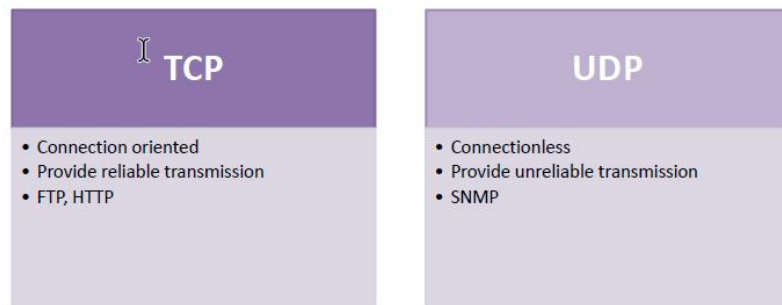 TCP
• Connection oriented
• Provide reliable transmission
• FTP, HTTP
UDP
• Connectionless
• Provide unreliable transmission
• SNMP